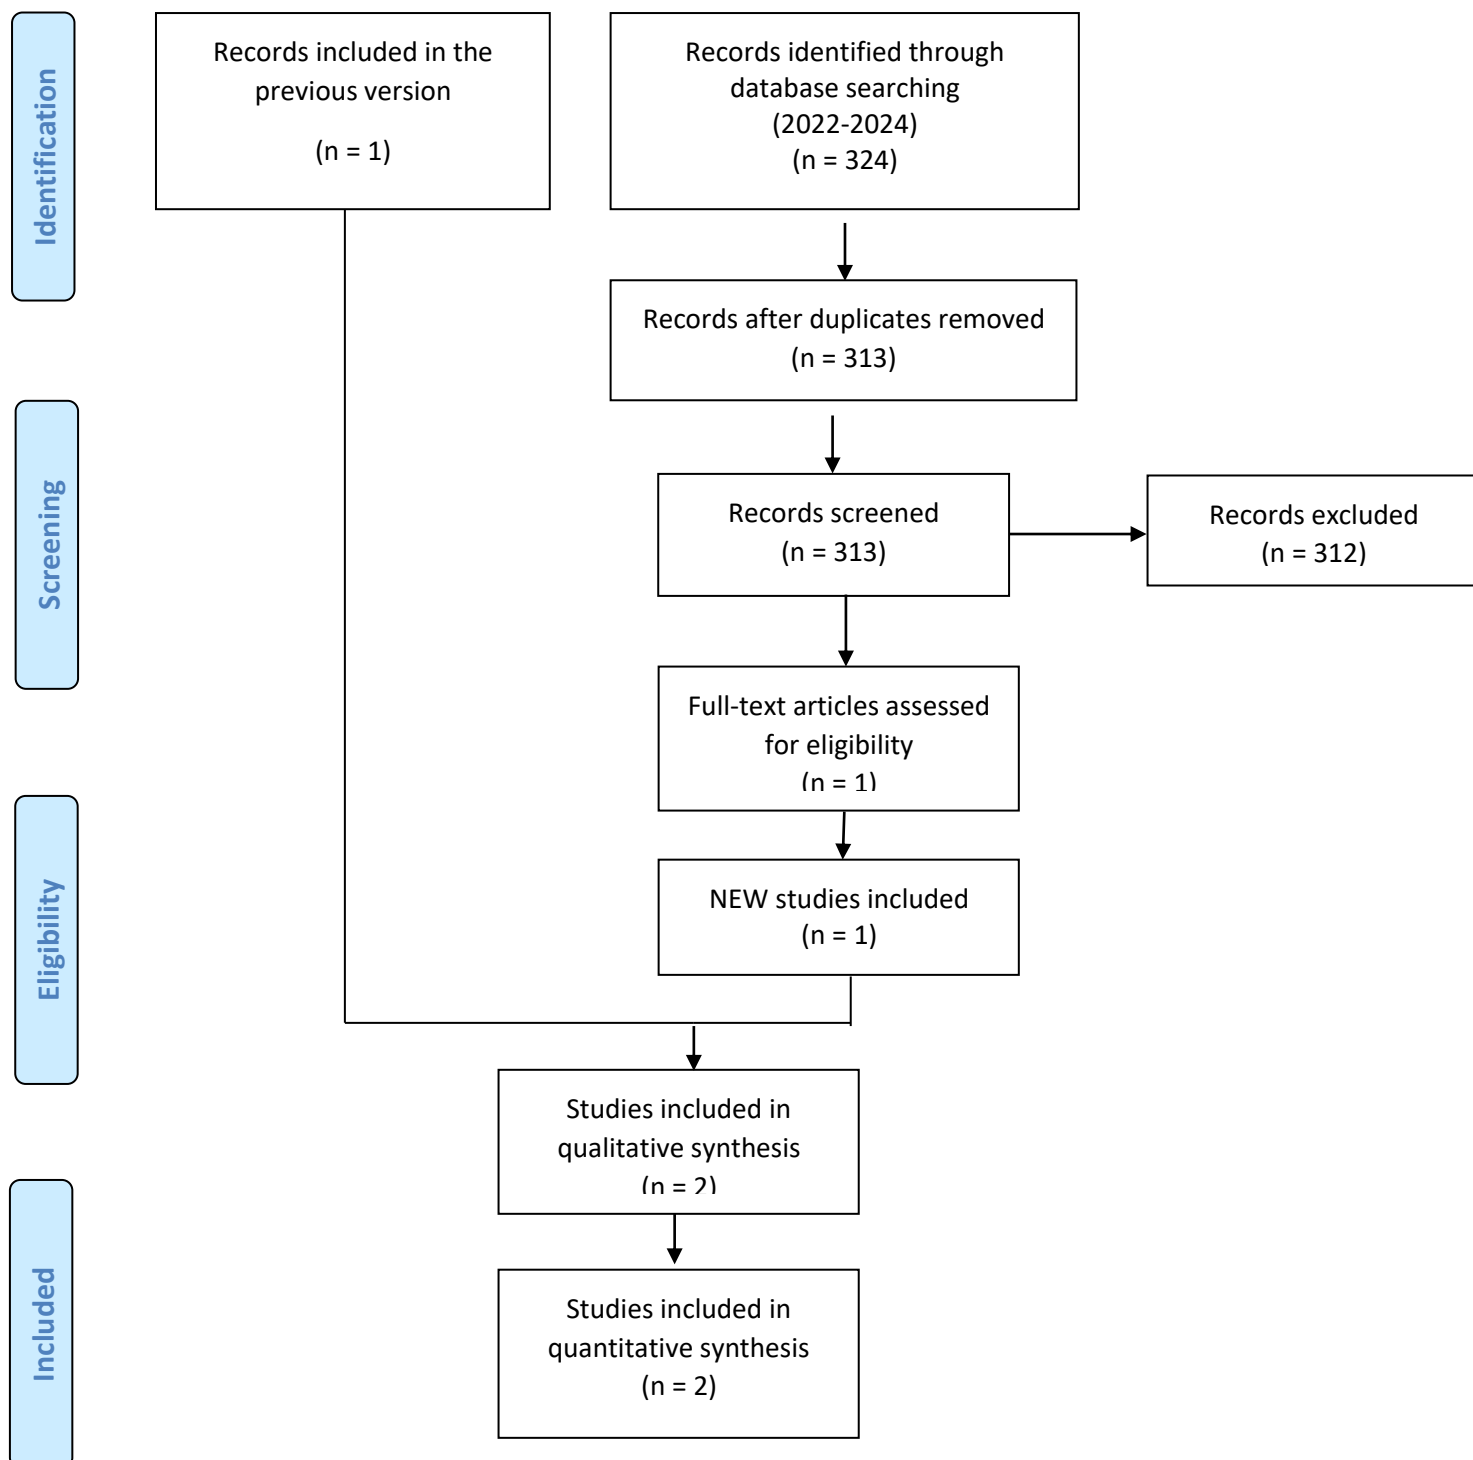 Identification
Records included in the
previous version
(n = 1)
Records identified through
database searching
(2022-2024)
(n = 324)
Records after duplicates removed
(n = 313)
Screening
Records screened
(n = 313)
Records excluded
(n = 312)
Full-text articles assessed
for eligibility
(n = 1)
Eligibility
NEW studies included
(n = 1)
Studies included in
qualitative synthesis
(n = 2)
Included
Studies included in
quantitative synthesis
(n = 2)